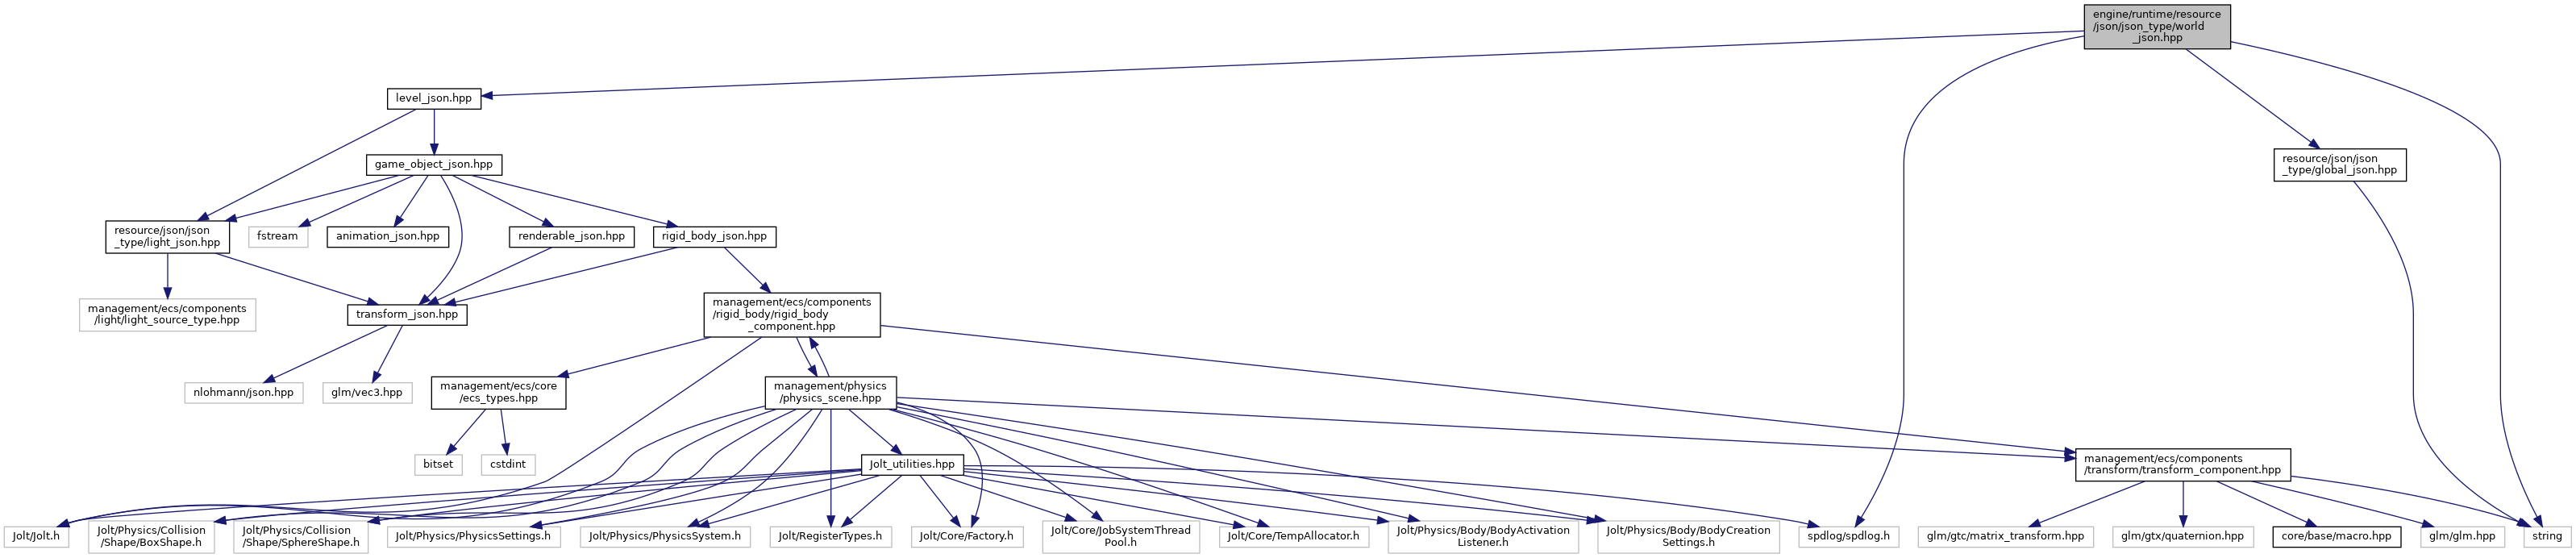 engine/runtime/resource
/json/json_type/world
_json.hpp
level_json.hpp
game_object_json.hpp
resource/json/json
_type/global_json.hpp
resource/json/json
_type/light_json.hpp
fstream
animation_json.hpp
renderable_json.hpp
rigid_body_json.hpp
management/ecs/components
/light/light_source_type.hpp
transform_json.hpp
management/ecs/components
/rigid_body/rigid_body
_component.hpp
nlohmann/json.hpp
glm/vec3.hpp
management/ecs/core
/ecs_types.hpp
management/physics
/physics_scene.hpp
bitset
cstdint
Jolt_utilities.hpp
management/ecs/components
/transform/transform_component.hpp
Jolt/Jolt.h
Jolt/Physics/Collision
/Shape/BoxShape.h
Jolt/Physics/Collision
/Shape/SphereShape.h
Jolt/Physics/PhysicsSettings.h
Jolt/Physics/PhysicsSystem.h
Jolt/RegisterTypes.h
Jolt/Core/Factory.h
Jolt/Core/JobSystemThread
Pool.h
Jolt/Core/TempAllocator.h
Jolt/Physics/Body/BodyActivation
Listener.h
Jolt/Physics/Body/BodyCreation
Settings.h
spdlog/spdlog.h
glm/gtc/matrix_transform.hpp
glm/gtx/quaternion.hpp
core/base/macro.hpp
glm/glm.hpp
string